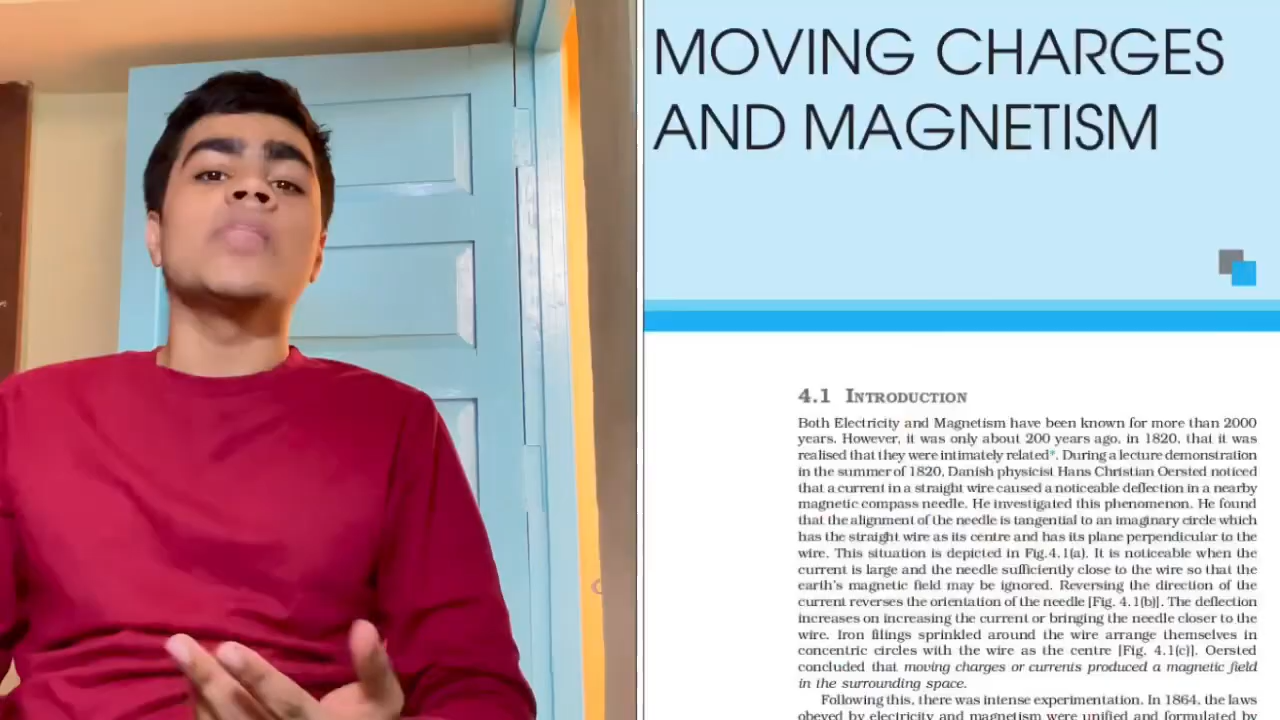 MOVING CHARGES
AND MAGNETISM
4.1 INTRODUCTION
Both Electricity and Magnetism have been known for more than 2000
years. However, it was only about 200 years ago, in 1820, that it was
realised that they were intimately related*. During a lecture demonstration
in the summer of 1820, Danish physicist Hans Christian Oersted noticed
that a current in a straight wire caused a noticeable deflection in a nearby
magnetic compass needle. He investigated this phenomenon. He found
that the alignment of the needle is tangential to an imaginary circle which
has the straight wire as its centre and has its plane perpendicular to the
wire. This situation is depicted in Fig.4.1(a). It is noticeable when the
current is large and the needle sufficiently close to the wire so that the
earth's magnetic field may be ignored. Reversing the direction of the
current reverses the orientation of the needle [Fig. 4.1(b)]. The deflection
increases on increasing the current or bringing the needle closer to the
wire. Iron filings sprinkled around the wire arrange themselves in
concentric circles with the wire as the centre [Fig. 4.1(c)]. Oersted
concluded that moving charges or currents produced a magnetic field
in the surrounding space.
Following this, there was intense experimentation. In 1864, the laws
obeyed by electricity and magnetism were unified and formulated by